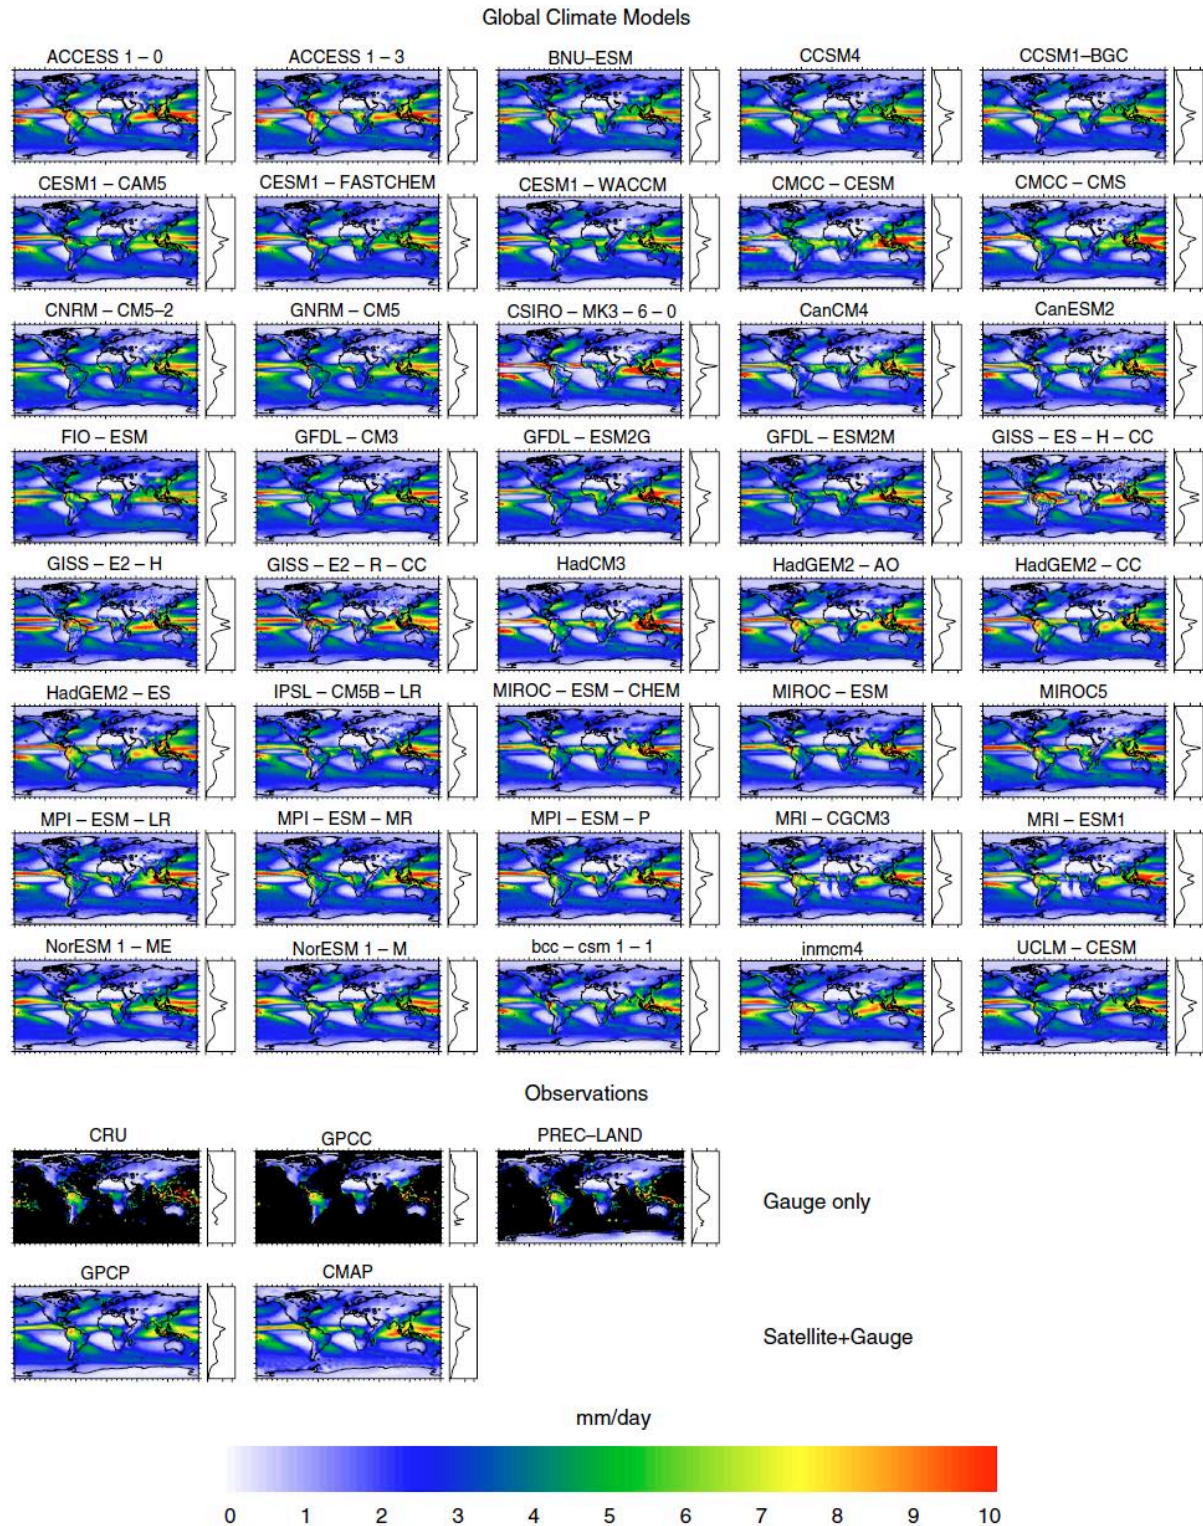 Global Climate Models
ACCESS 1 – 0 ACCESS 1 – 3 BNU–ESM CCSM4 CCSM1–BGC
CESM1 – CAM5 CESM1 – FASTCHEM CESM1 – WACCM CMCC – CESM CMCC – CMS
CNRM – CM5–2 GNRM – CM5 CSIRO – MK3 – 6 – 0 CanCM4 CanESM2
FIO – ESM GFDL – CM3 GFDL – ESM2G GFDL – ESM2M GISS – ES – H – CC
GISS – E2 – H GISS – E2 – R – CC HadCM3 HadGEM2 – AO HadGEM2 – CC
HadGEM2 – ES IPSL – CM5B – LR MIROC – ESM – CHEM MIROC – ESM MIROC5
MPI – ESM – LR MPI – ESM – MR MPI – ESM – P MRI – CGCM3 MRI – ESM1
NorESM 1 – ME NorESM 1 – M bcc – csm 1 – 1 inmcm4 UCLM – CESM
Observations
CRU GPCC PREC–LAND
Gauge only
GPCP CMAP
Satellite+Gauge
mm/day
0 1 2 3 4 5 6 7 8 9 10